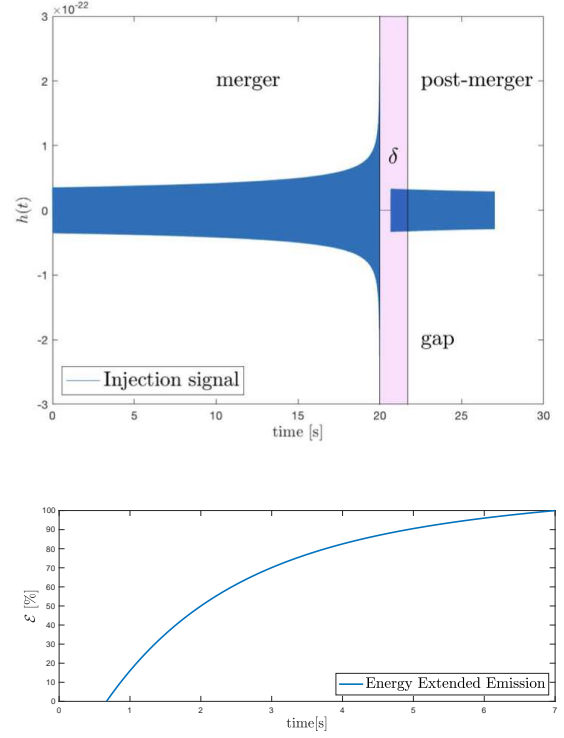 ×10⁻²²
3
2
1
0
-1
-2
-3
h(t)
merger
post-merger
δ
gap
Injection signal
0 5 10 15 20 25 30
time [s]
100
90
80
70
60
50
40
30
20
10
0
ℰ [%]
Energy Extended Emission
0 1 2 3 4 5 6 7
time[s]